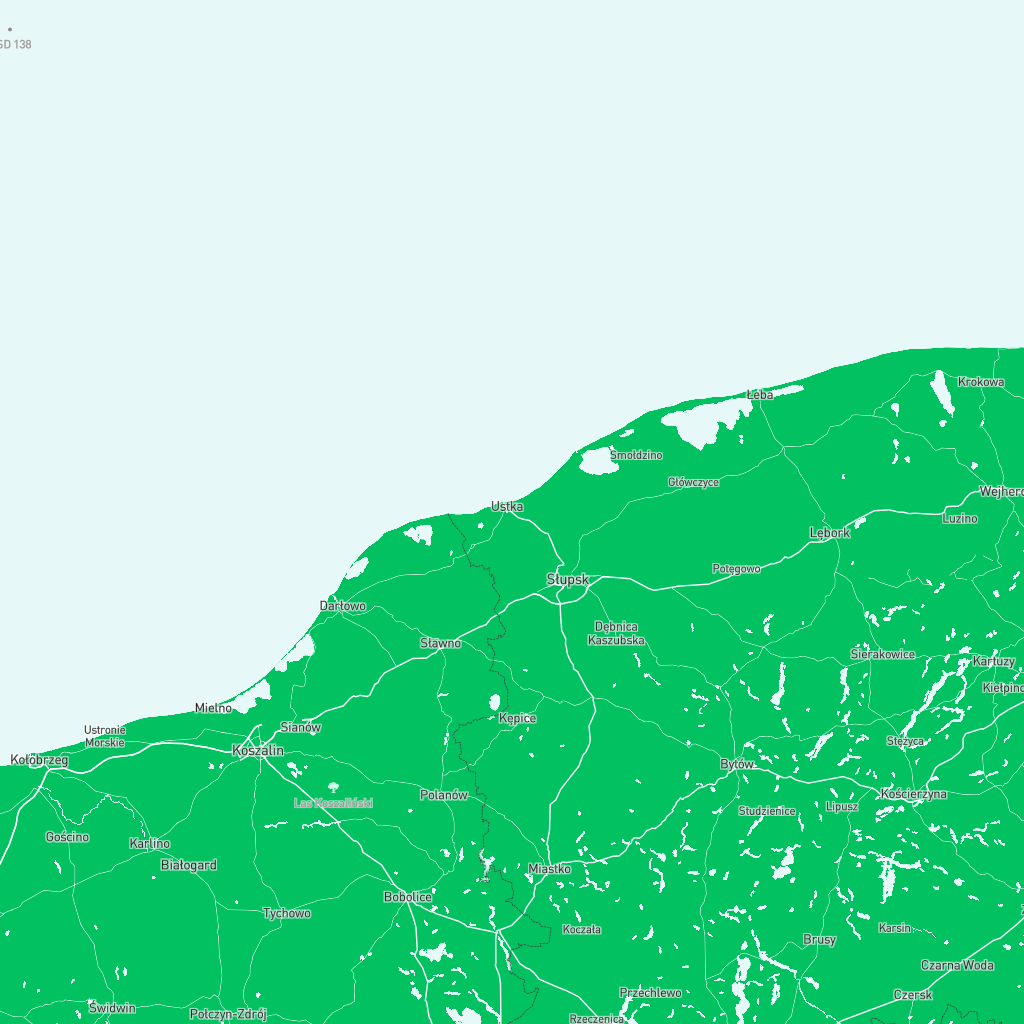 SD 138
Krokowa
Łeba
Smołdzino
Główczyce
Wejhero
Ustka
Luzino
Lębork
Potęgowo
Słupsk
Darłowo
Dębnica
Kaszubska
Sławno
Sierakowice
Kartuzy
Kiełpino
Mielno
Kępice
Sianów
Ustronie
Morskie
Stężyca
Koszalin
Kołobrzeg
Bytów
Polanów
Kościerzyna
Las Koszaliński
Studzienice
Lipusz
Gościno
Karlino
Białogard
Miastko
Bobolice
Tychowo
Koczała
Karsin
Brusy
Czarna Woda
Przechlewo
Czersk
Świdwin
Połczyn-Zdrój
Rzeczenica